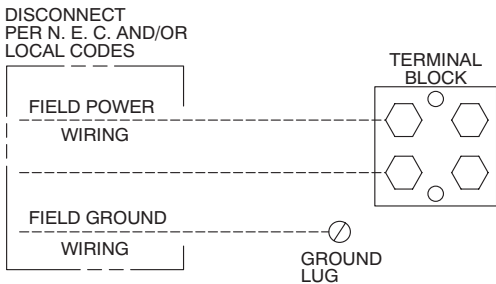 DISCONNECT
PER N. E. C. AND/OR
LOCAL CODES
TERMINAL
BLOCK
FIELD POWER
WIRING
FIELD GROUND
WIRING
GROUND
LUG